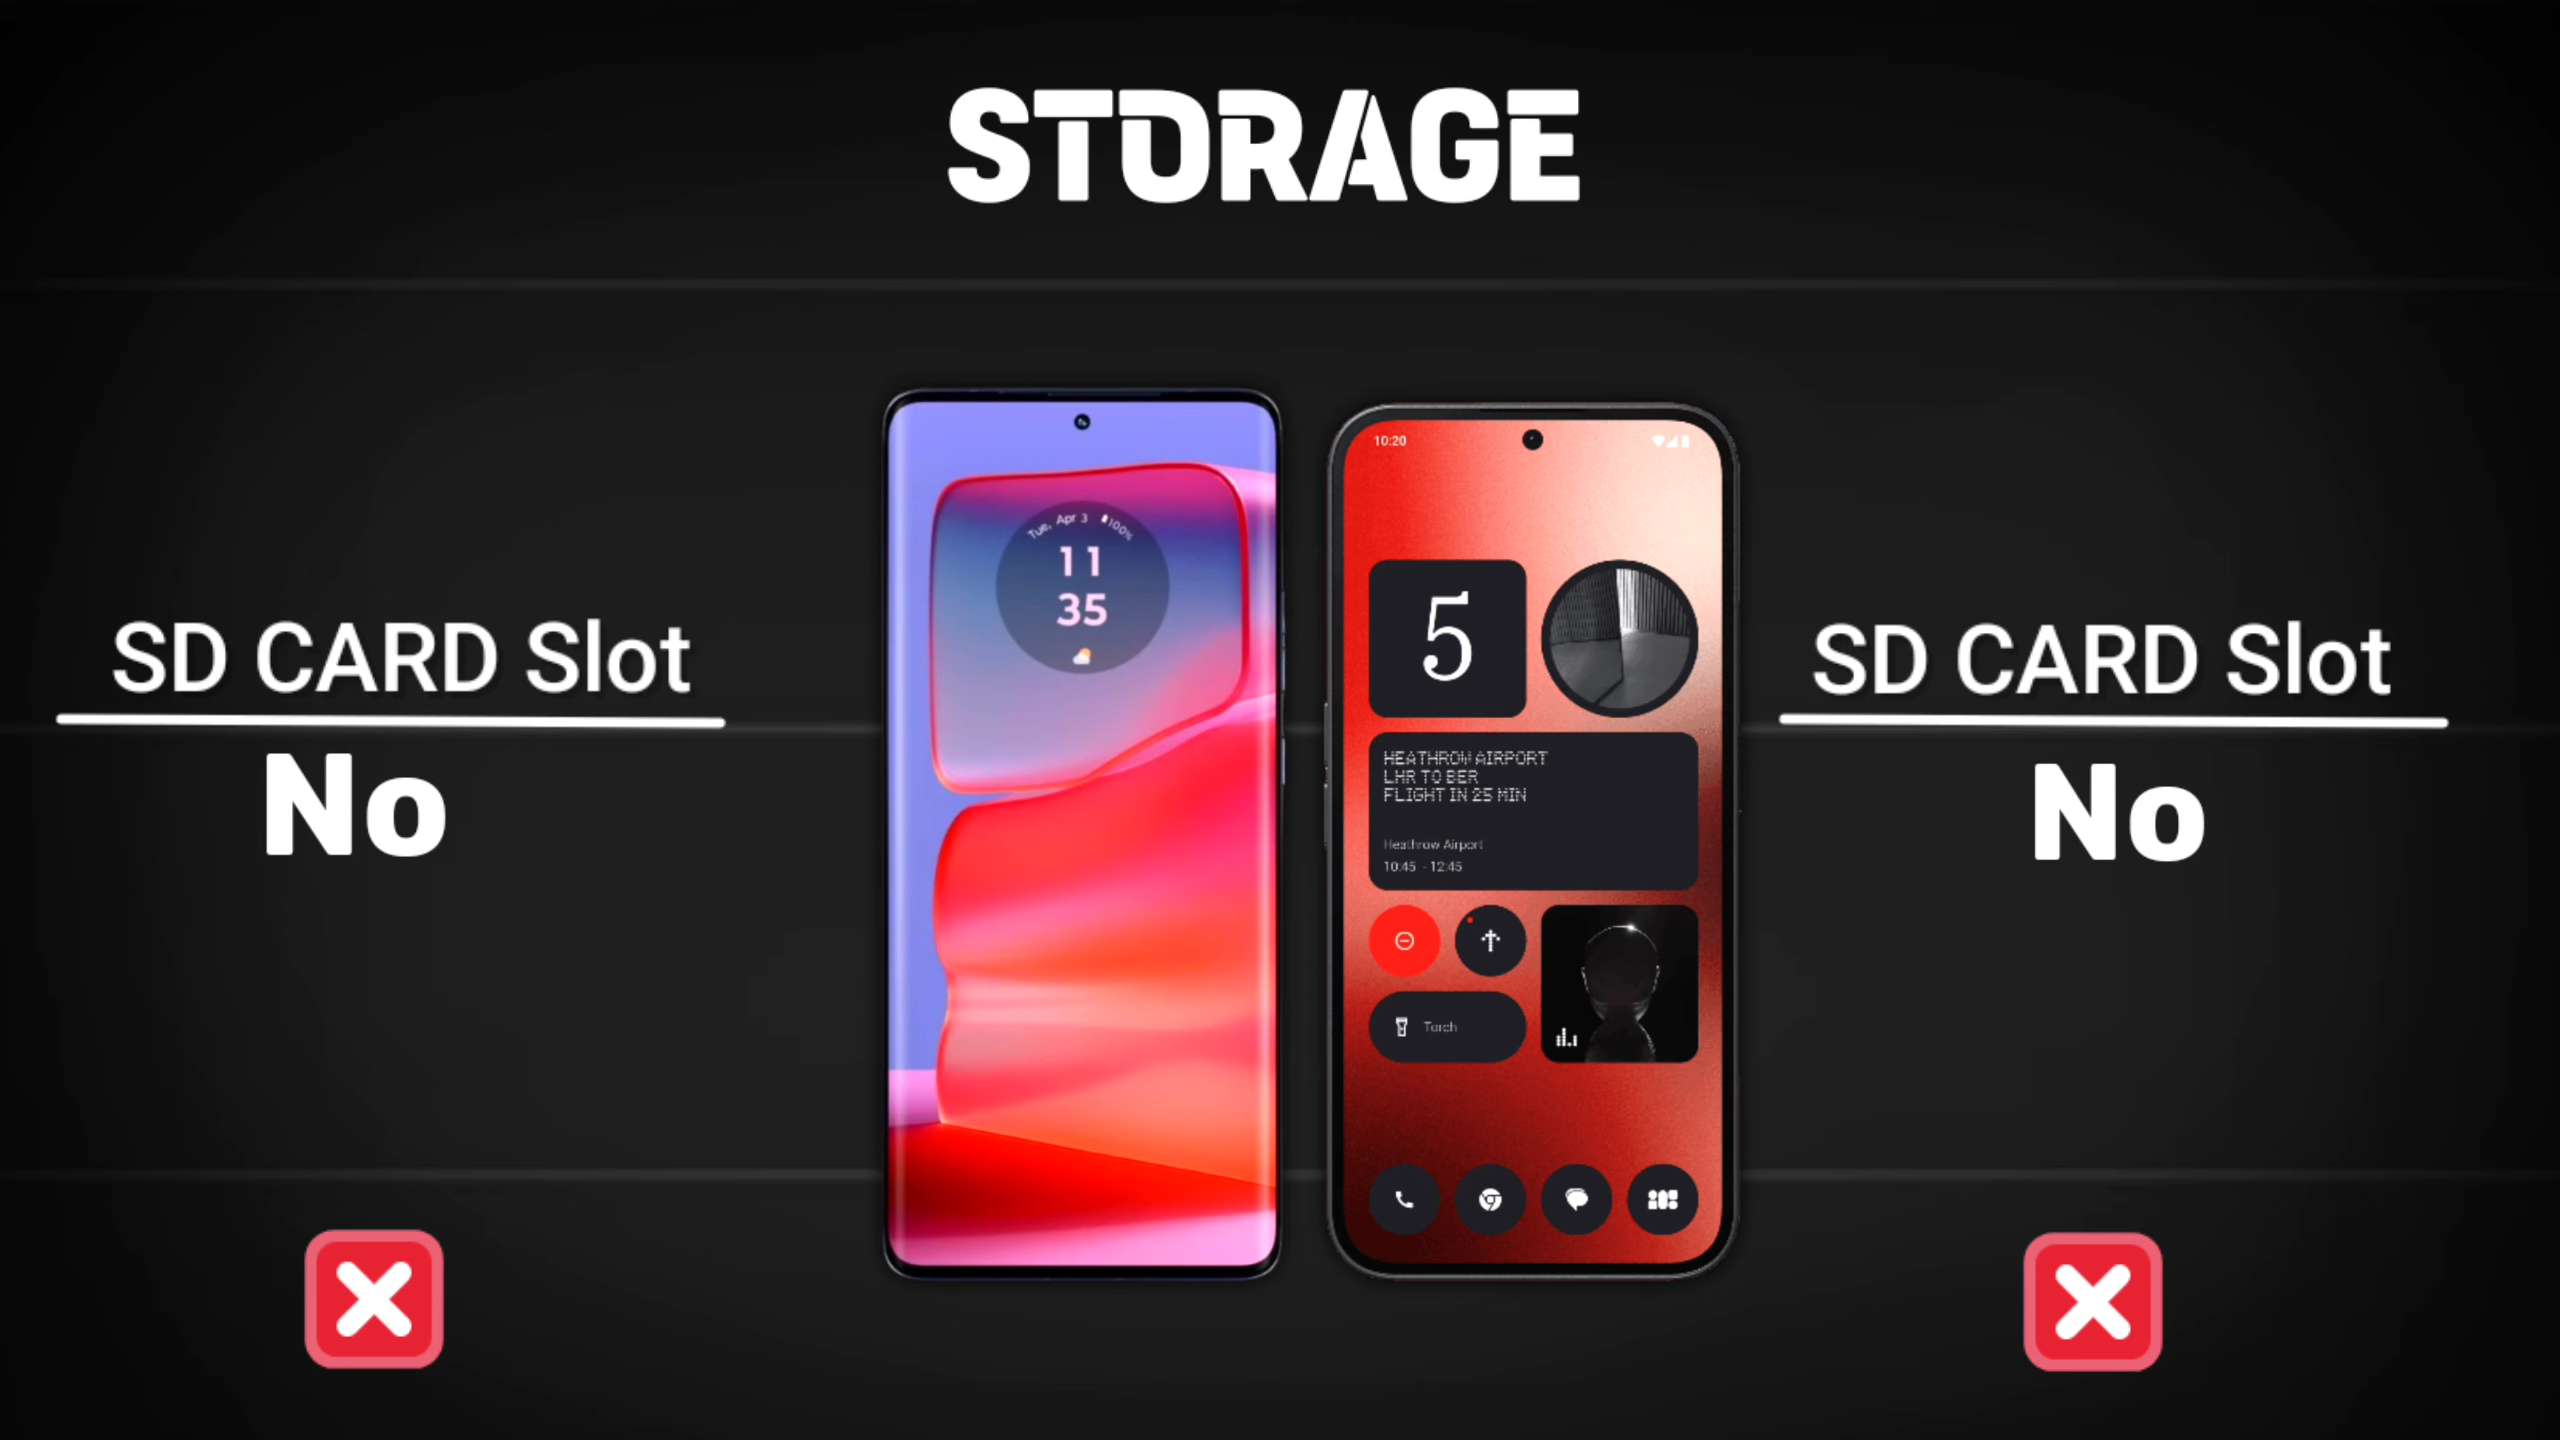 STORAGE
SD CARD Slot
No
Tue, Apr 3 100%
11
35
10:20
5
HEATHROW AIRPORT
LHR TO BER
FLIGHT IN 25 MIN
Heathrow Airport
10:45 - 12:45
Torch
SD CARD Slot
No